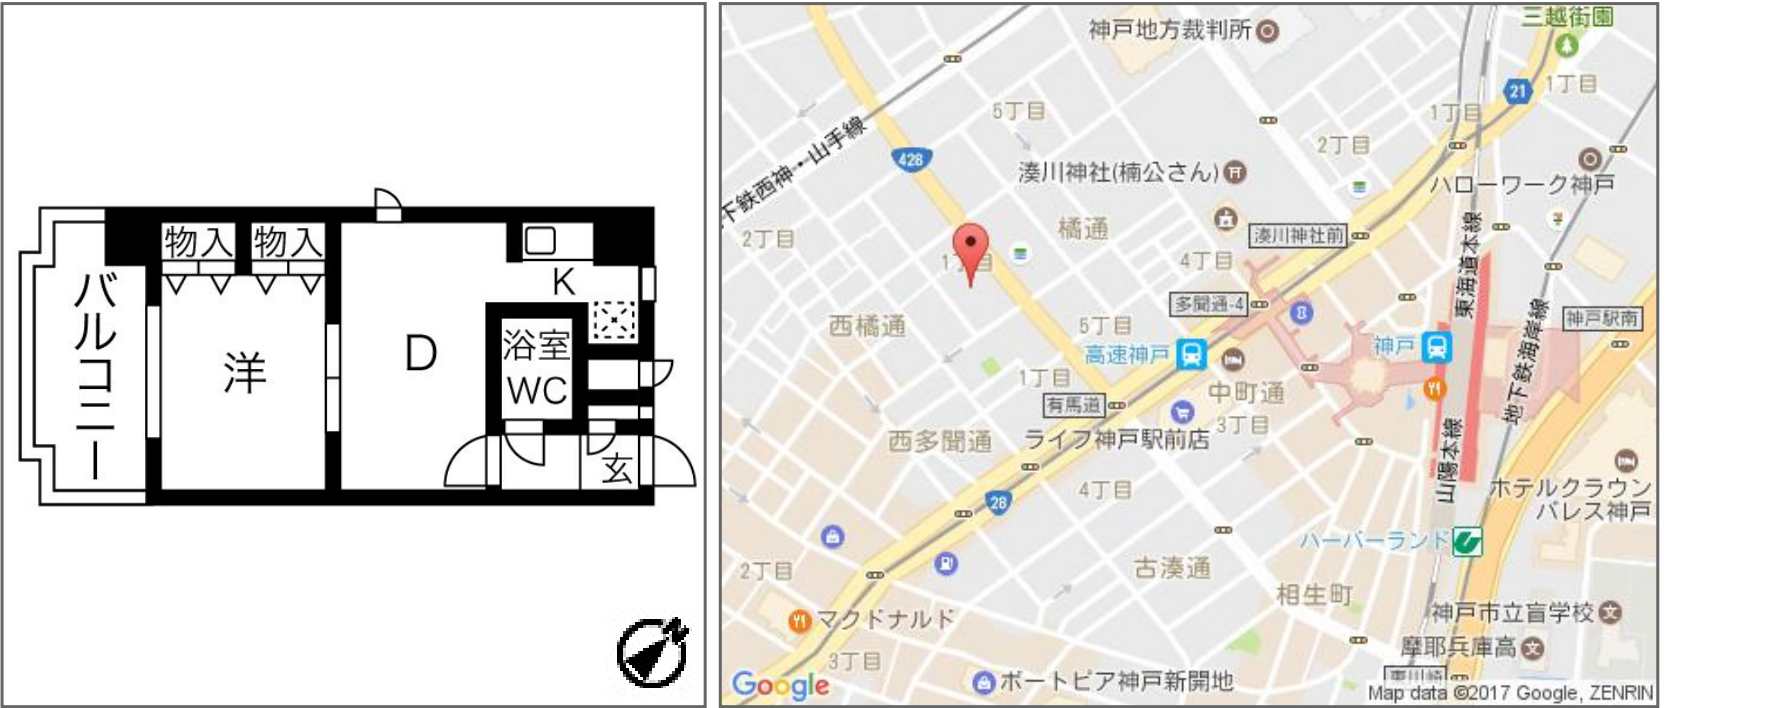 物入
物入
バルコニー
洋
D
K
浴室
WC
玄
N
三越街園
神戸地方裁判所
21
1丁目
5丁目
1丁目
2丁目
下鉄西神・山手線
428
湊川神社(楠公さん)
ハローワーク神戸
2丁目
橘通
湊川神社前
東海道本線
1丁目
4丁目
多聞通-4
西橘通
5丁目
神戸駅南
高速神戸
神戸
地下鉄海岸線
1丁目
中町通
有馬道
3丁目
西多聞通
ライフ神戸駅前店
山陽本線
4丁目
28
ホテルクラウン
パレス神戸
ハーバーランド
2丁目
古湊通
相生町
マクドナルド
神戸市立盲学校
摩耶兵庫高
3丁目
Google
ボートピア神戸新開地
Map data ©2017 Google, ZENRIN